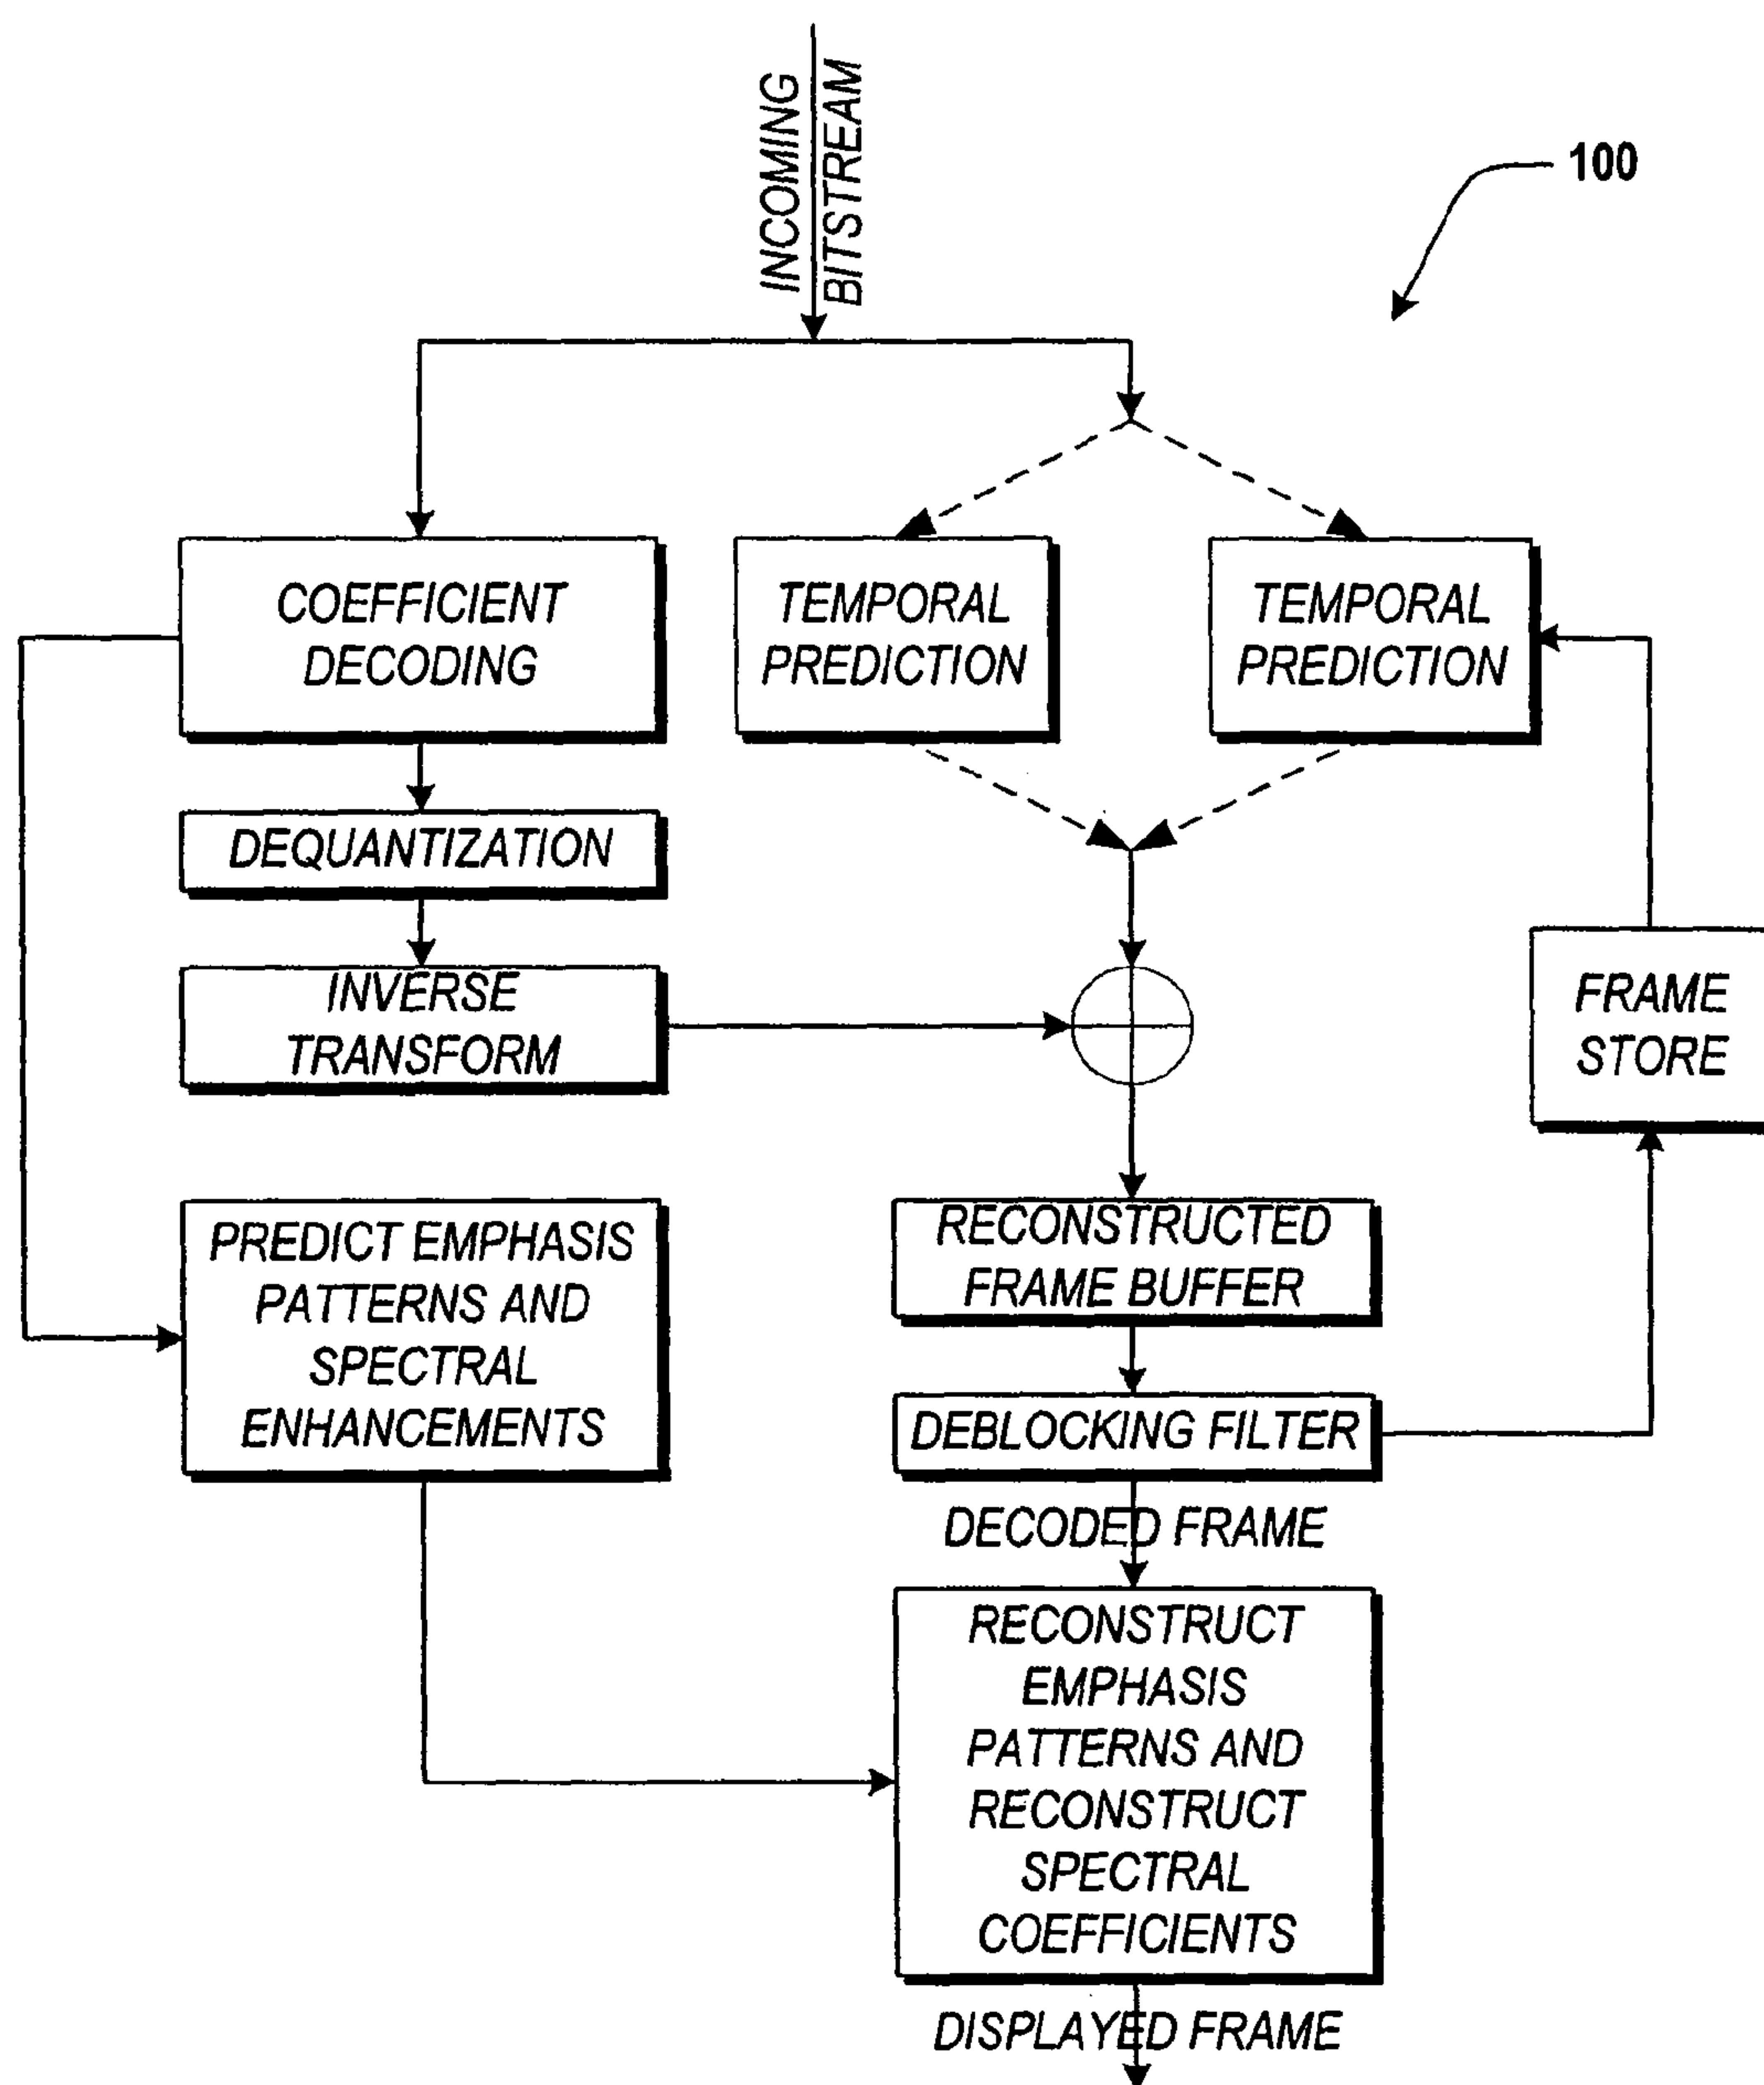 INCOMING
BITSTREAM
100
COEFFICIENT
DECODING
TEMPORAL
PREDICTION
TEMPORAL
PREDICTION
DEQUANTIZATION
INVERSE
TRANSFORM
FRAME
STORE
PREDICT EMPHASIS
PATTERNS AND
SPECTRAL
ENHANCEMENTS
RECONSTRUCTED
FRAME BUFFER
DEBLOCKING FILTER
DECODED FRAME
RECONSTRUCT
EMPHASIS
PATTERNS AND
RECONSTRUCT
SPECTRAL
COEFFICIENTS
DISPLAYED FRAME